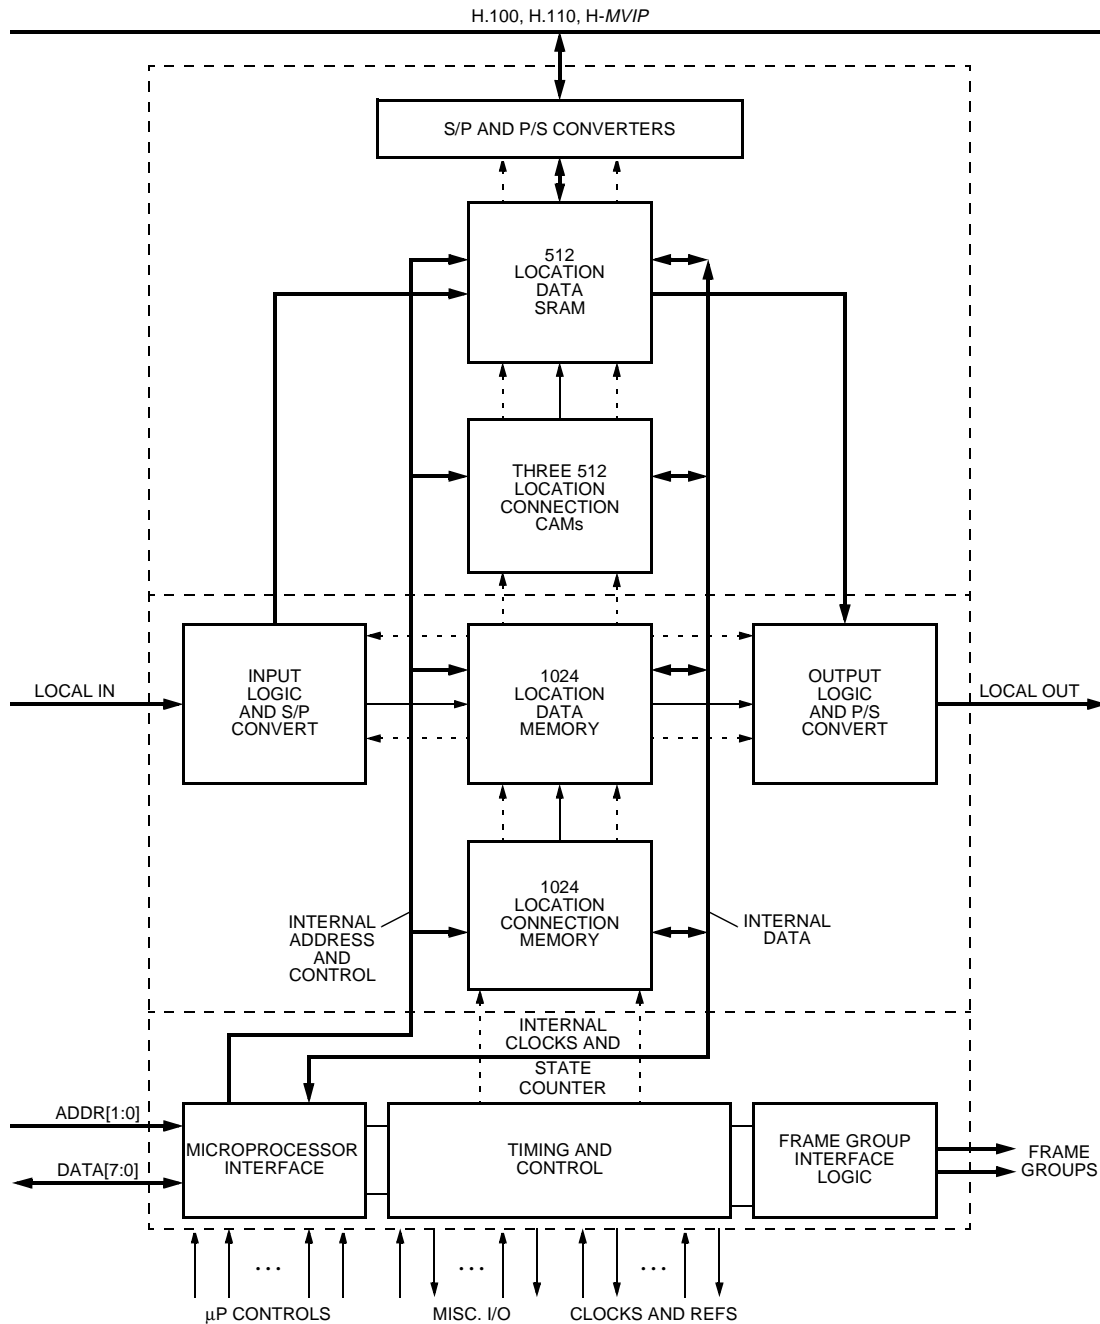 H.100, H.110, H-MVIP
S/P AND P/S CONVERTERS
512
LOCATION
DATA
SRAM
THREE 512
LOCATION
CONNECTION
CAMs
LOCAL IN
INPUT
LOGIC
AND S/P
CONVERT
1024
LOCATION
DATA
MEMORY
OUTPUT
LOGIC
AND P/S
CONVERT
LOCAL OUT
1024
LOCATION
CONNECTION
MEMORY
INTERNAL
ADDRESS
AND
CONTROL
INTERNAL
DATA
INTERNAL
CLOCKS AND
STATE
COUNTER
ADDR[1:0]
DATA[7:0]
MICROPROCESSOR
INTERFACE
TIMING AND
CONTROL
FRAME GROUP
INTERFACE
LOGIC
FRAME
GROUPS
...
...
...
μP CONTROLS
MISC. I/O
CLOCKS AND REFS